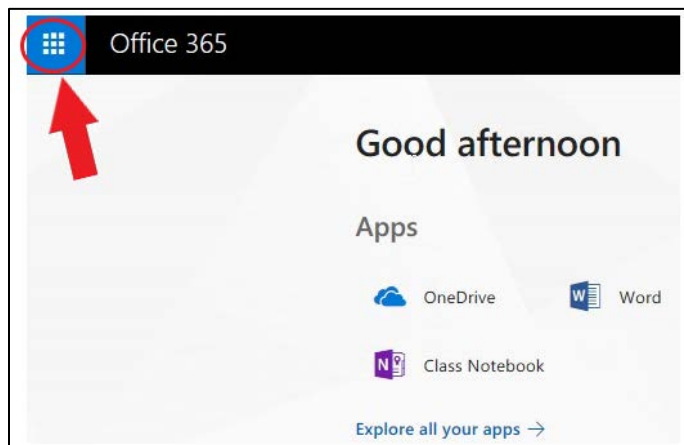 Office 365
Good afternoon
Apps
OneDrive
Word
Class Notebook
Explore all your apps →